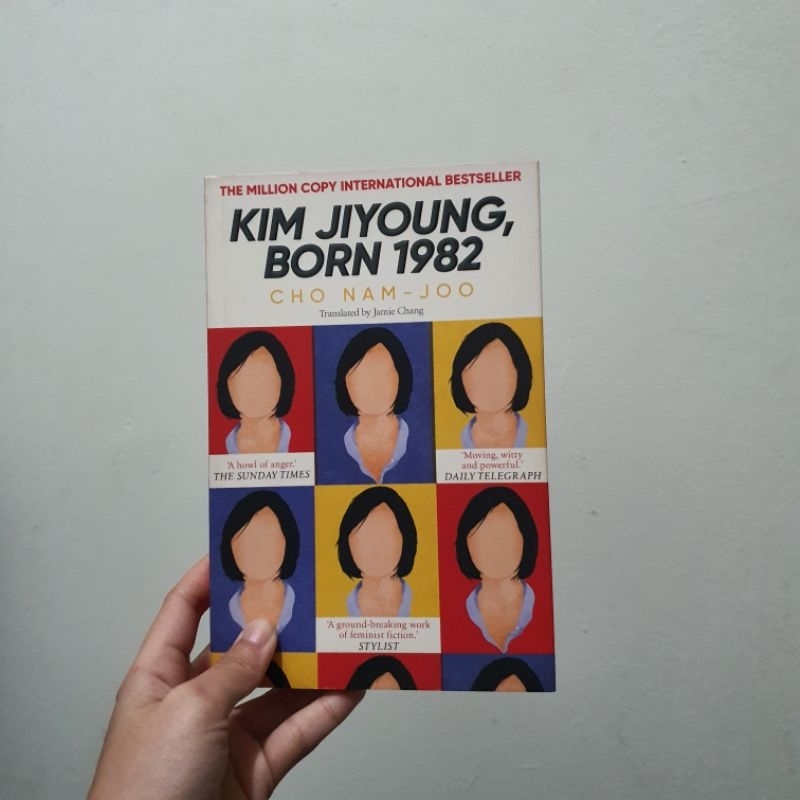 THE MILLION COPY INTERNATIONAL BESTSELLER
KIM JIYOUNG,
BORN 1982
CHO NAM-JOO
Translated by Jamie Chang
'A howl of anger.'
THE SUNDAY TIMES
'Moving, witty
and powerful.'
DAILY TELEGRAPH
'A ground-breaking work
of feminist fiction.'
STYLIST